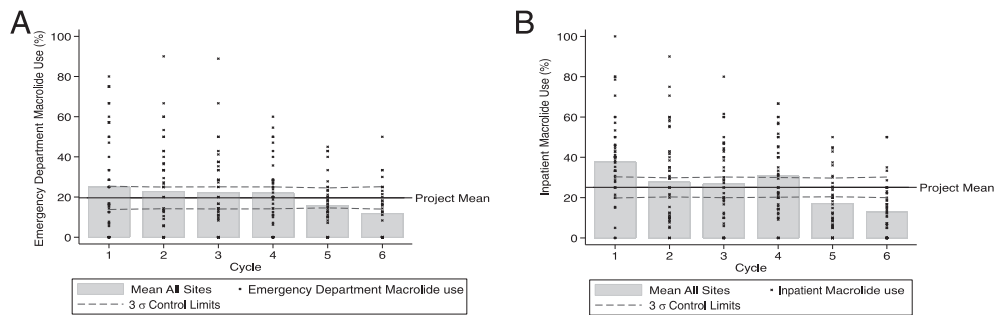 A
Emergency Department Macrolide Use (%)
100
80
60
40
20
0
Project Mean
1 2 3 4 5 6
Cycle
Mean All Sites
Emergency Department Macrolide use
3 σ Control Limits
B
Inpatient Macrolide Use (%)
100
80
60
40
20
0
Project Mean
1 2 3 4 5 6
Cycle
Mean All Sites
Inpatient Macrolide use
3 σ Control Limits